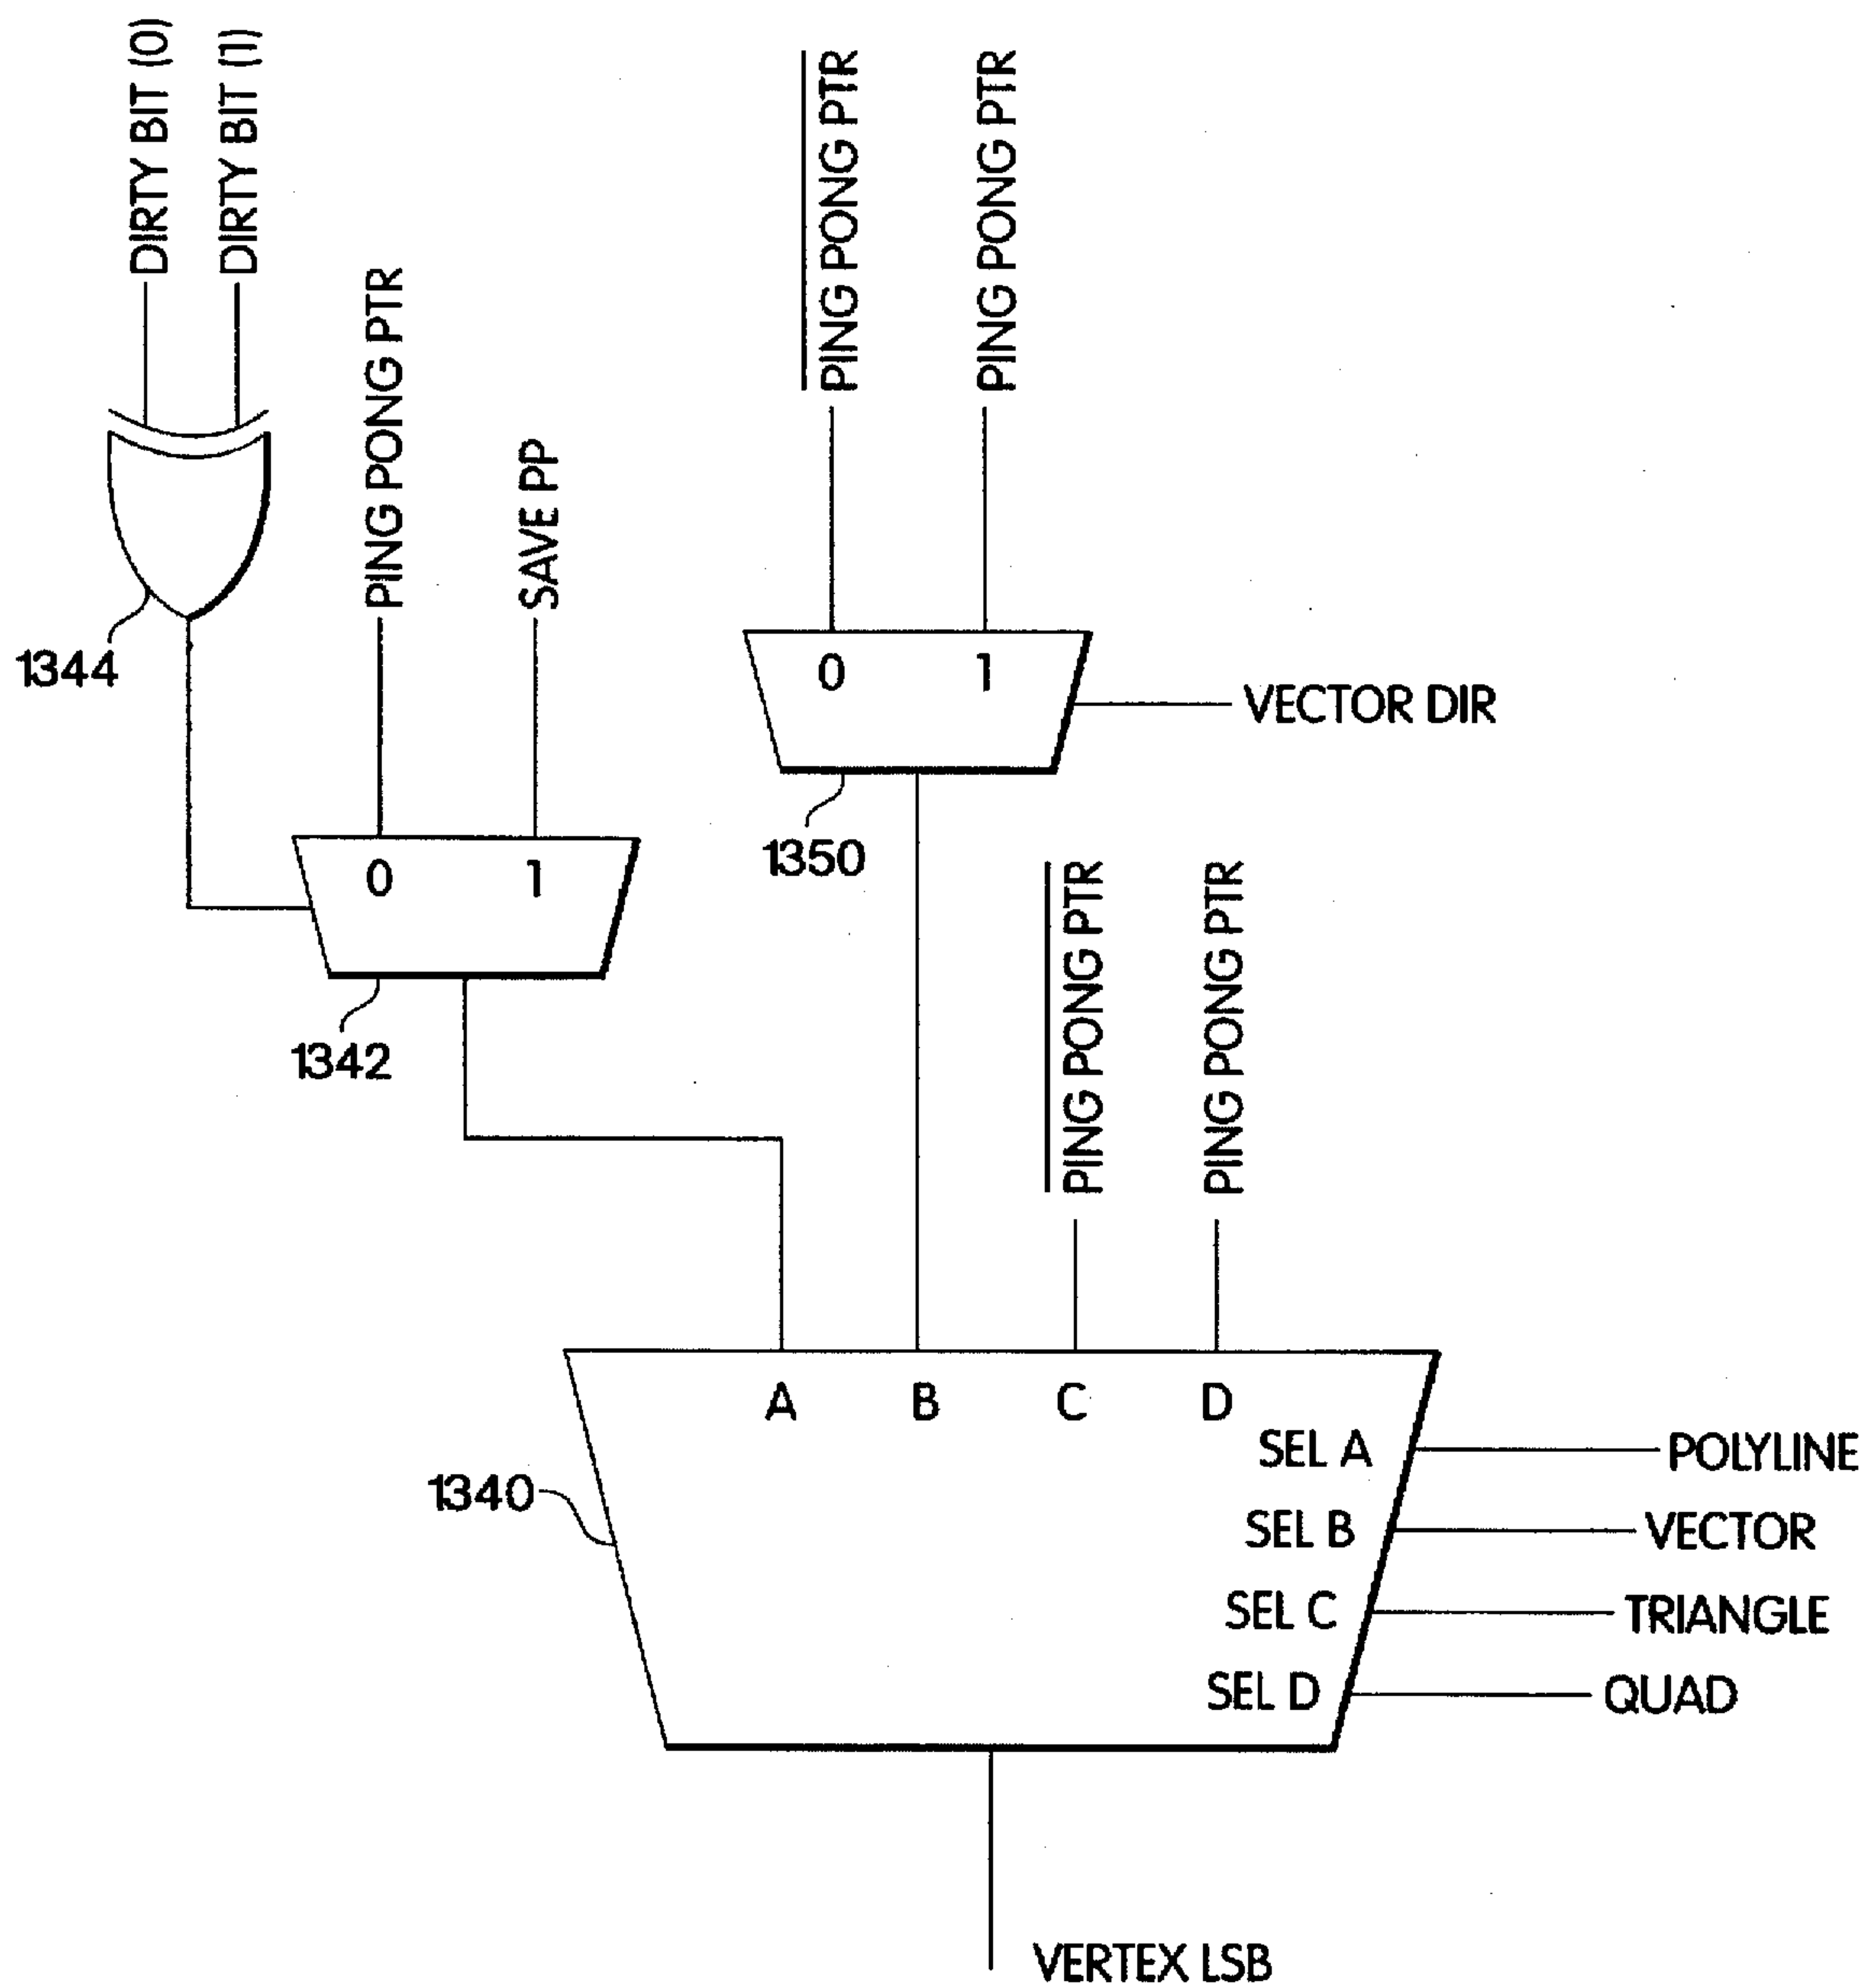 DIRTY BIT (0)
DIRTY BIT (1)
PING PONG PTR
SAVE PP
PING PONG PTR
PING PONG PTR
1344
0 1
VECTOR DIR
1350
0 1
1342
PING PONG PTR
PING PONG PTR
A B C D
SEL A
POLYLINE
1340
SEL B
VECTOR
SEL C
TRIANGLE
SEL D
QUAD
VERTEX LSB